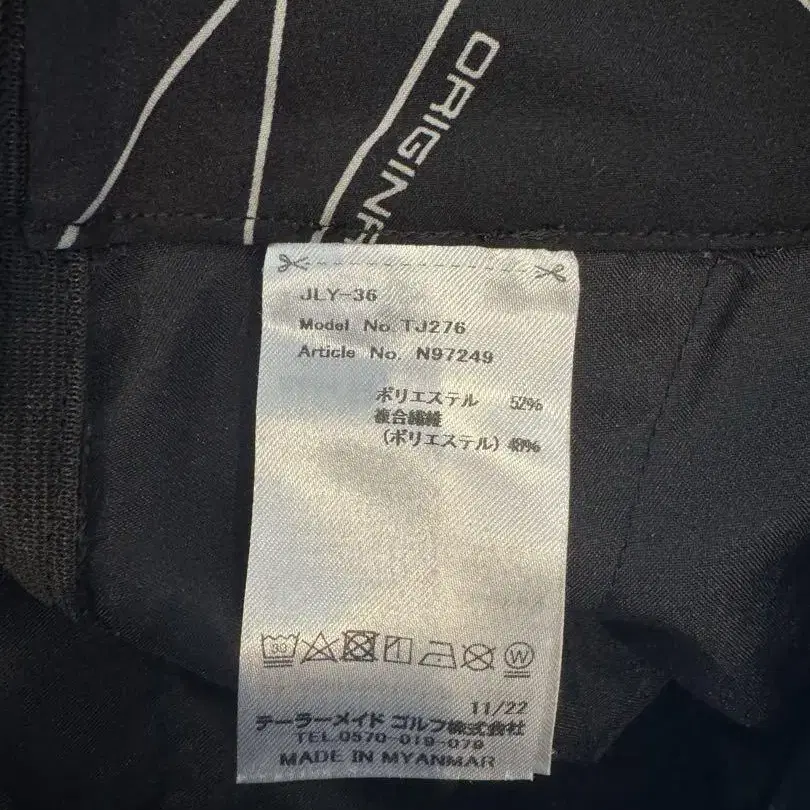 ORIGINA
JLY-36
Model No. TJ276
Article No. N97249
ポリエステル 52%
複合繊維
(ポリエステル) 48%
30
W
11/22
テーラーメイド ゴルフ株式会社
TEL.0570-019-079
MADE IN MYANMAR